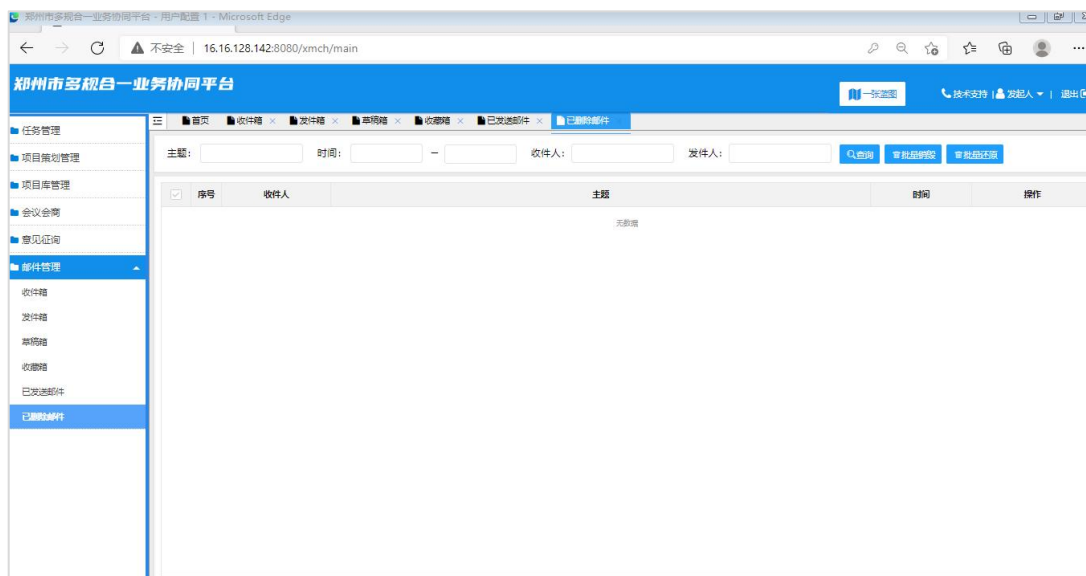 郑州市多规合一业务协同平台 - 用户配置 1 - Microsoft Edge
不安全 | 16.16.128.142:8080/xmch/main
郑州市多规合一业务协同平台
一张蓝图 技术支持 | 发起人 | 退出
首页 收件箱 × 发件箱 × 草稿箱 × 收藏箱 × 已发送邮件 × 已删除邮件
任务管理
项目策划管理
项目库管理
会议会商
意见征询
邮件管理
收件箱
发件箱
草稿箱
收藏箱
已发送邮件
已删除邮件
主题: 时间: - 收件人: 发件人: 查询 批量销毁 批量还原
序号 收件人 主题 时间 操作
无数据